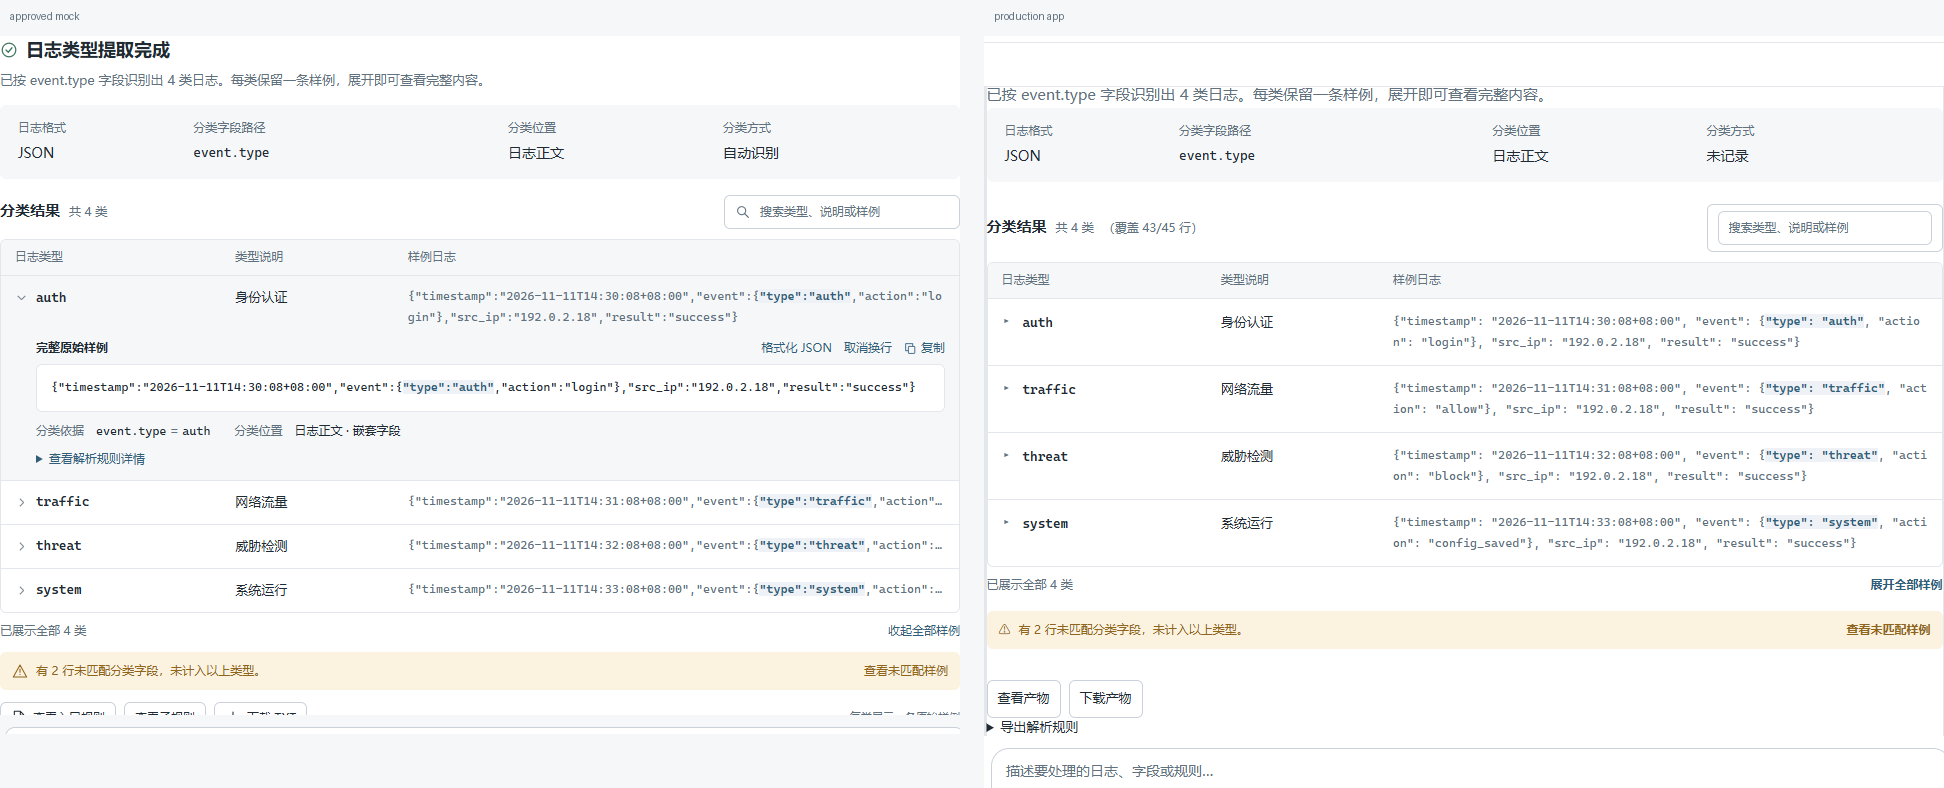 approved mock
日志类型提取完成
已按 event.type 字段识别出 4 类日志。每类保留一条样例，展开即可查看完整内容。
日志格式 分类字段路径 分类位置 分类方式
JSON event.type 日志正文 自动识别
分类结果 共 4 类 搜索类型、说明或样例
日志类型 类型说明 样例日志
auth 身份认证 {"timestamp":"2026-11-11T14:30:08+08:00","event":{"type":"auth","action":"lo
gin"},"src_ip":"192.0.2.18","result":"success"}
完整原始样例 格式化 JSON 取消换行 复制
{"timestamp":"2026-11-11T14:30:08+08:00","event":{"type":"auth","action":"login"},"src_ip":"192.0.2.18","result":"success"}
分类依据 event.type = auth 分类位置 日志正文 · 嵌套字段
▶ 查看解析规则详情
traffic 网络流量 {"timestamp":"2026-11-11T14:31:08+08:00","event":{"type":"traffic","action"…
threat 威胁检测 {"timestamp":"2026-11-11T14:32:08+08:00","event":{"type":"threat","action":…
system 系统运行 {"timestamp":"2026-11-11T14:33:08+08:00","event":{"type":"system","action":…
已展示全部 4 类 收起全部样例
有 2 行未匹配分类字段，未计入以上类型。 查看未匹配样例
production app
已按 event.type 字段识别出 4 类日志。每类保留一条样例，展开即可查看完整内容。
日志格式 分类字段路径 分类位置 分类方式
JSON event.type 日志正文 未记录
分类结果 共 4 类 （覆盖 43/45 行） 搜索类型、说明或样例
日志类型 类型说明 样例日志
auth 身份认证 {"timestamp": "2026-11-11T14:30:08+08:00", "event": {"type": "auth", "actio
n": "login"}, "src_ip": "192.0.2.18", "result": "success"}
traffic 网络流量 {"timestamp": "2026-11-11T14:31:08+08:00", "event": {"type": "traffic", "act
ion": "allow"}, "src_ip": "192.0.2.18", "result": "success"}
threat 威胁检测 {"timestamp": "2026-11-11T14:32:08+08:00", "event": {"type": "threat", "acti
on": "block"}, "src_ip": "192.0.2.18", "result": "success"}
system 系统运行 {"timestamp": "2026-11-11T14:33:08+08:00", "event": {"type": "system", "acti
on": "config_saved"}, "src_ip": "192.0.2.18", "result": "success"}
已展示全部 4 类 展开全部样例
有 2 行未匹配分类字段，未计入以上类型。 查看未匹配样例
查看产物 下载产物
▶ 导出解析规则
描述要处理的日志、字段或规则...